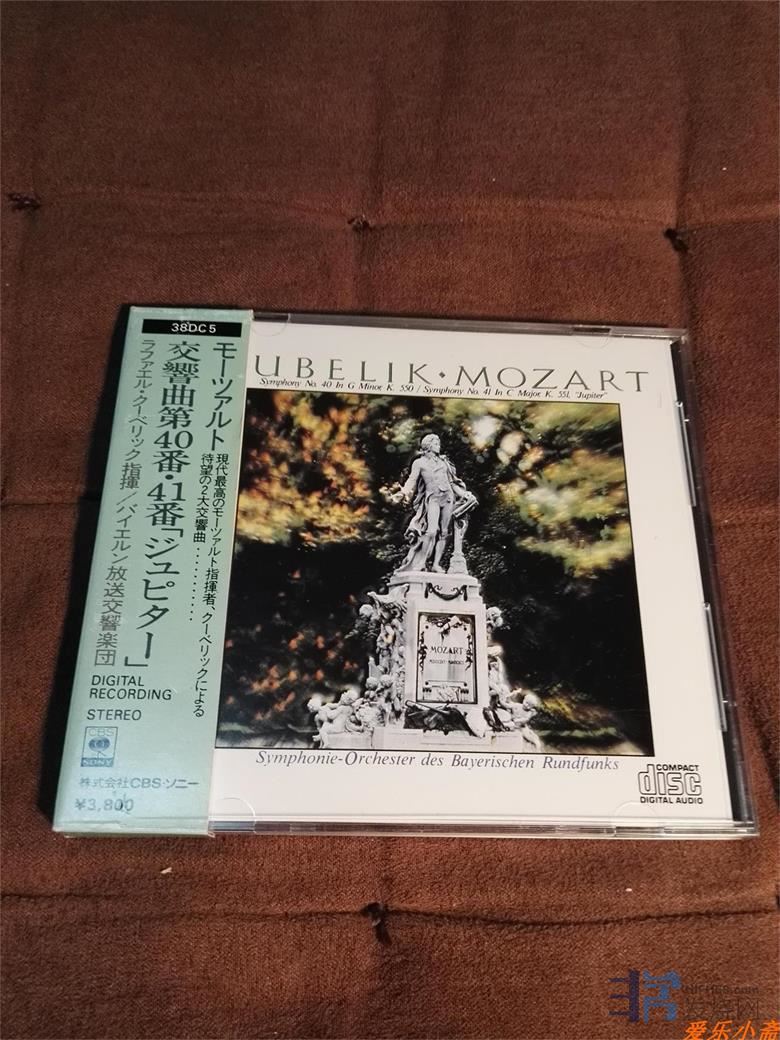 38DC5
モーツァルト
交響曲第40番・41番「ジュピター」
ラファエル・クーベリック指揮/バイエルン放送交響楽団
現代最高のモーツァルト指揮者、クーベリックによる
待望の2大交響曲…………
DIGITAL
RECORDING
STEREO
CBS
SONY
株式会社CBS・ソニー
¥3,800
UBELIK・MOZART
Symphony No. 40 In G Minor, K. 550 / Symphony No. 41 In C Major, K. 551, "Jupiter"
MOZART
Symphonie-Orchester des Bayerischen Rundfunks
COMPACT
disc
DIGITAL AUDIO
爱乐小斋